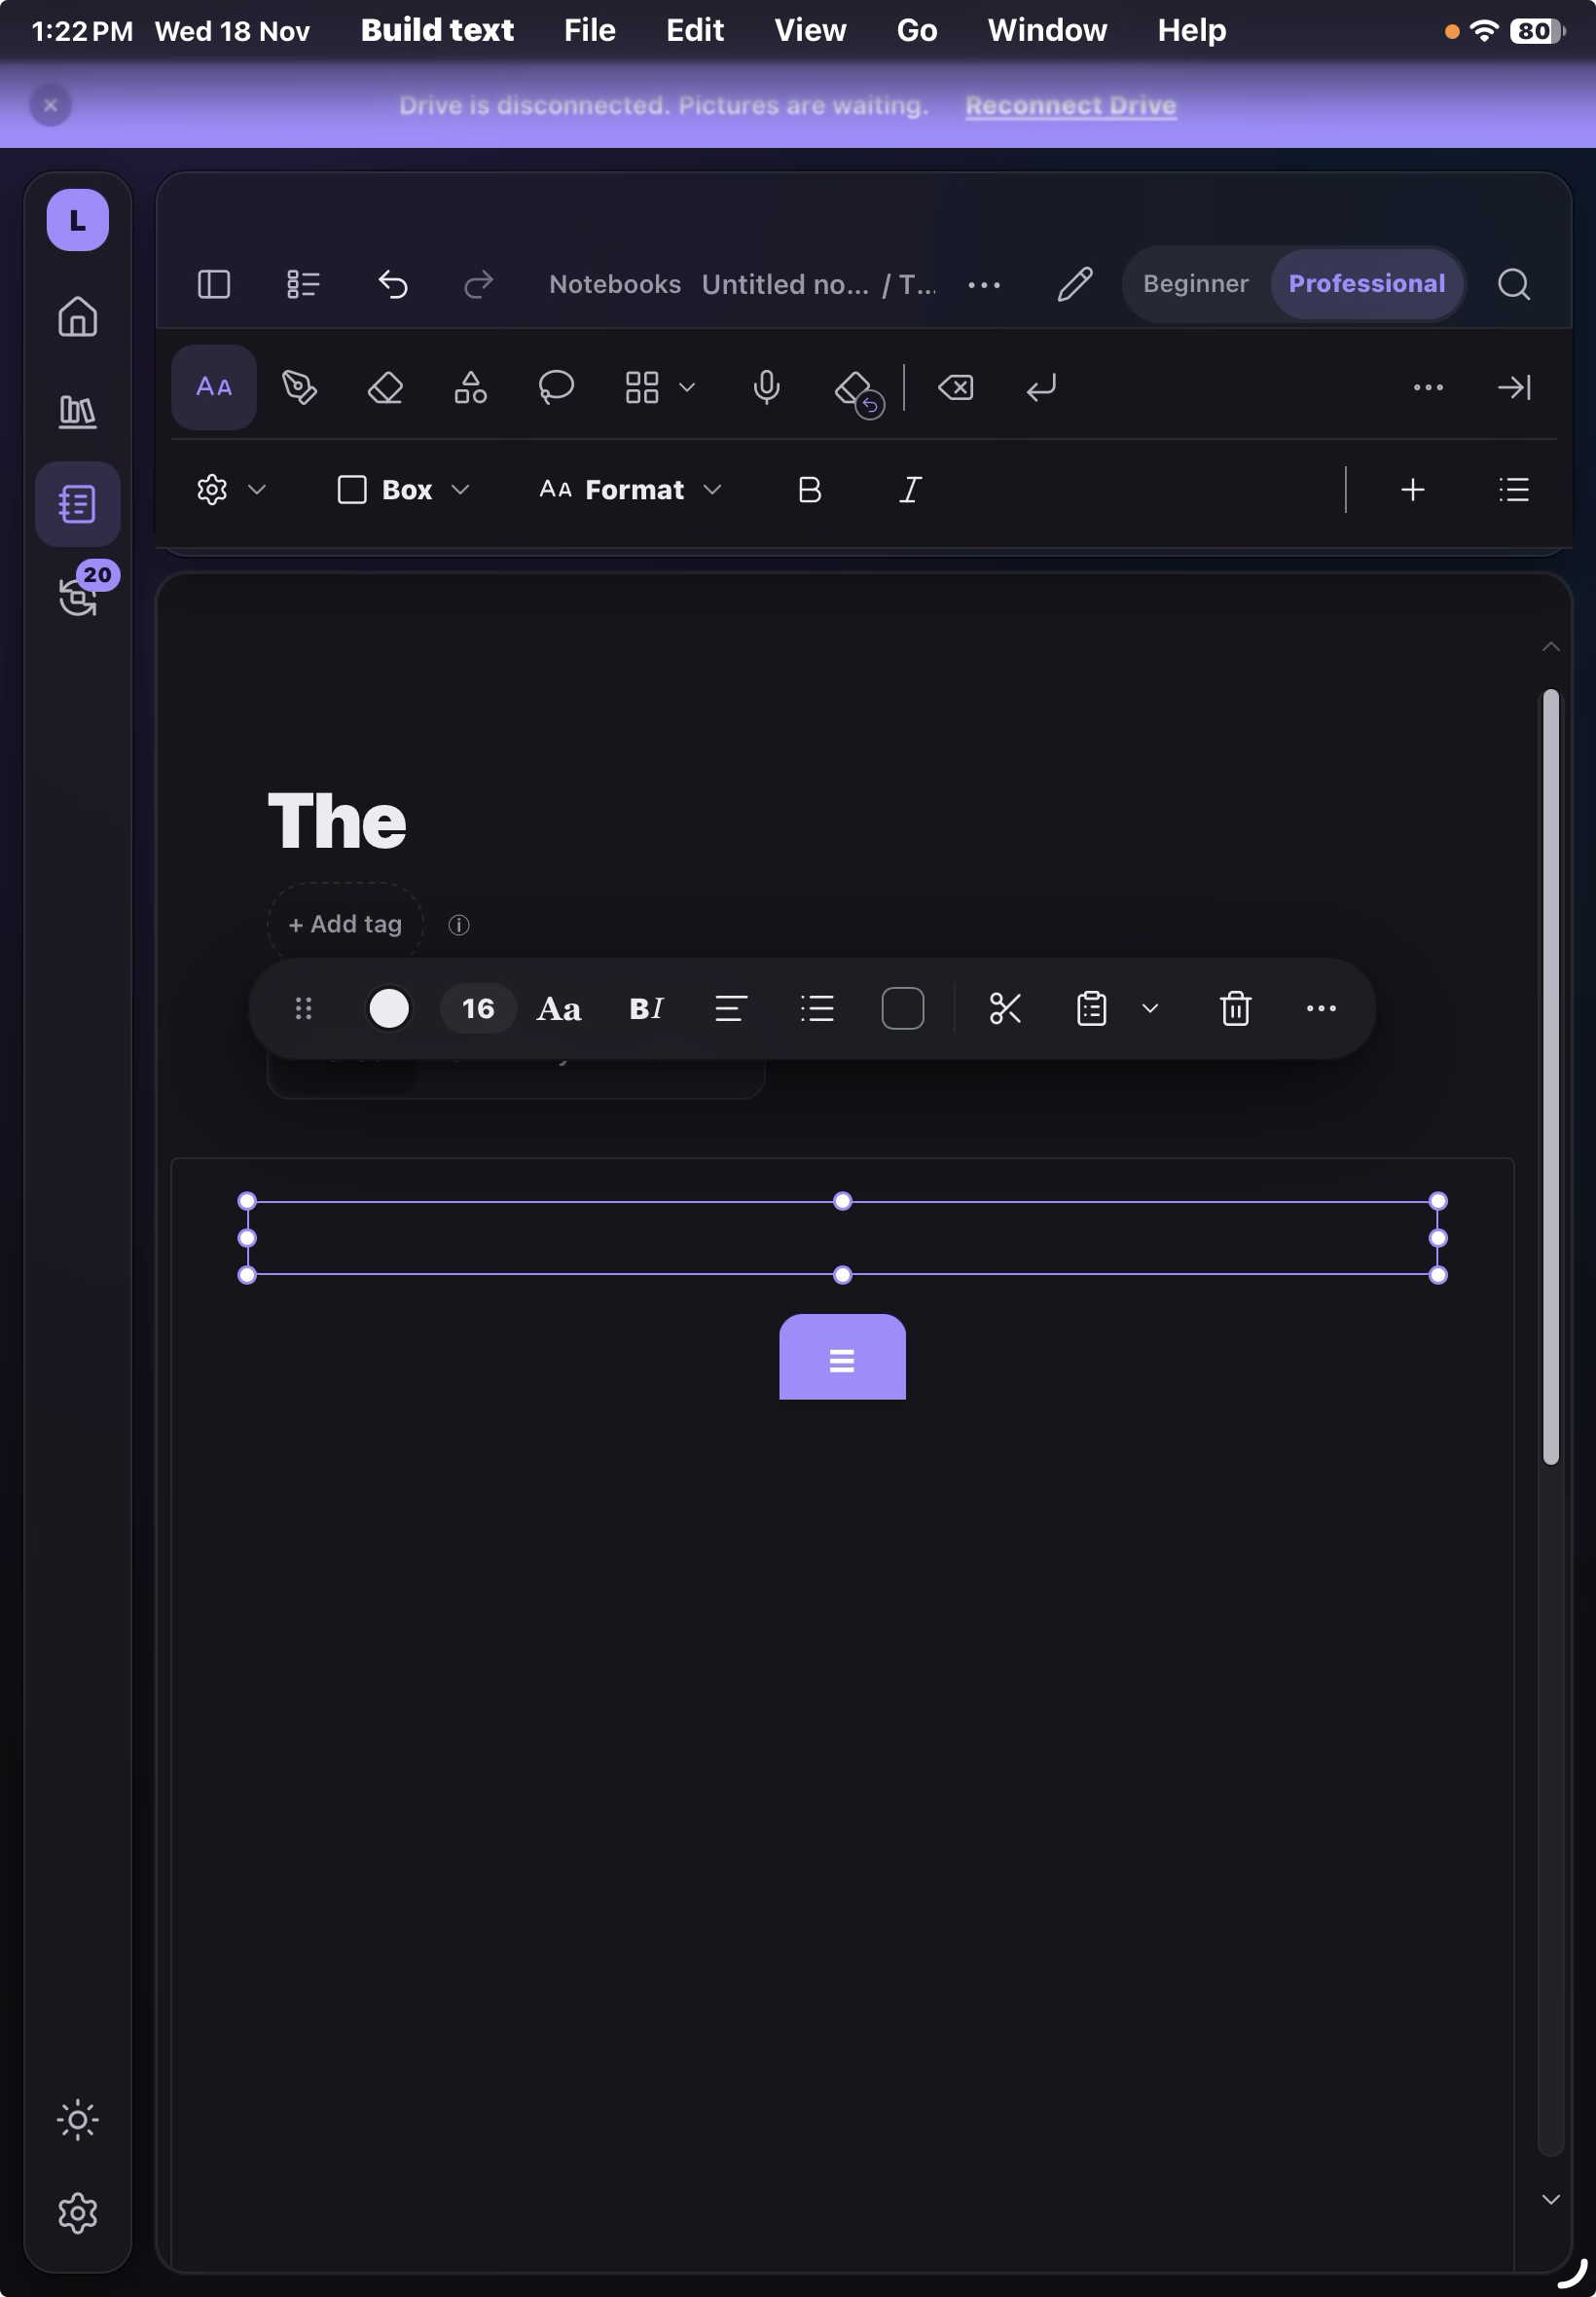 1:22 PM Wed 18 Nov Build text File Edit View Go Window Help 80
Drive is disconnected. Pictures are waiting. Reconnect Drive
L
Notebooks Untitled no... / T... Beginner Professional
AA
Box AA Format B I
20
The
+ Add tag
16 Aa BI